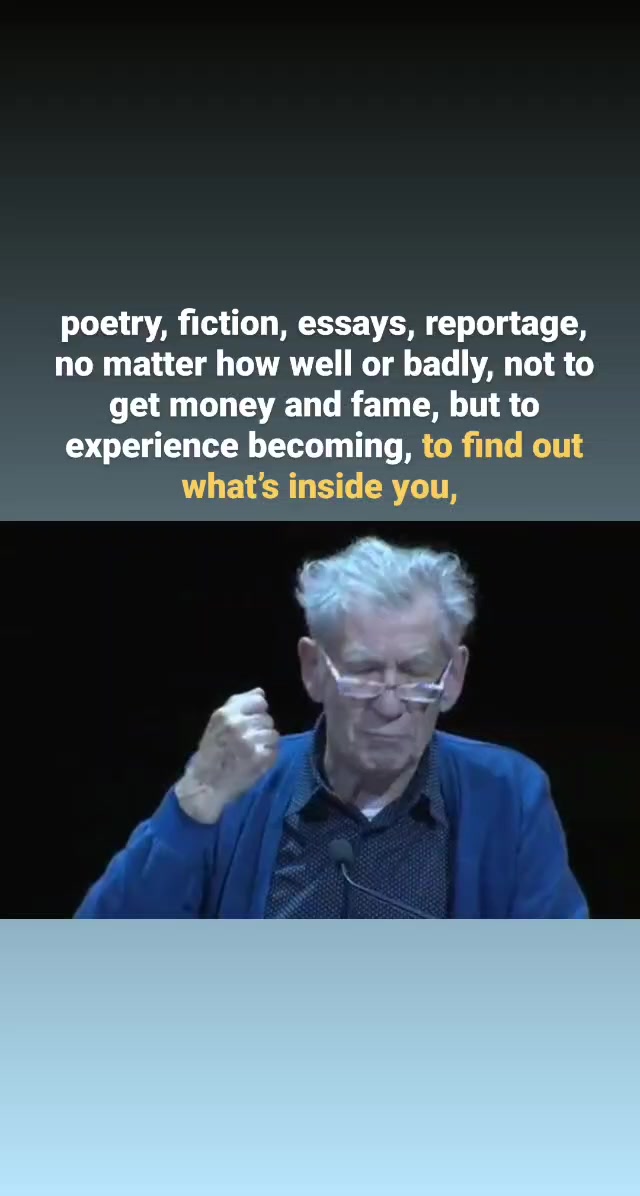 poetry, fiction, essays, reportage,
no matter how well or badly, not to
get money and fame, but to
experience becoming, to find out
what's inside you,